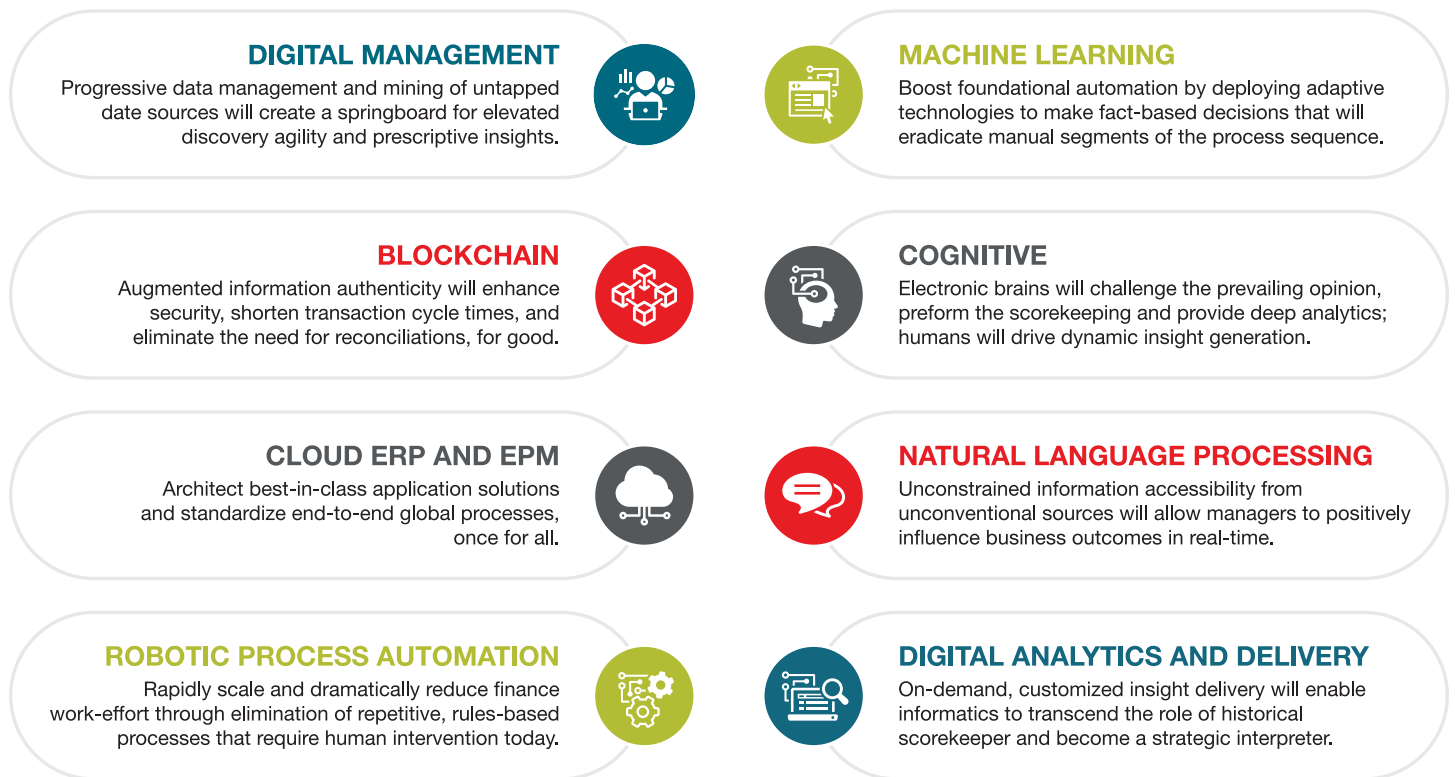 DIGITAL MANAGEMENT
Progressive data management and mining of untapped
date sources will create a springboard for elevated
discovery agility and prescriptive insights.
MACHINE LEARNING
Boost foundational automation by deploying adaptive
technologies to make fact-based decisions that will
eradicate manual segments of the process sequence.
BLOCKCHAIN
Augmented information authenticity will enhance
security, shorten transaction cycle times, and
eliminate the need for reconciliations, for good.
COGNITIVE
Electronic brains will challenge the prevailing opinion,
preform the scorekeeping and provide deep analytics;
humans will drive dynamic insight generation.
CLOUD ERP AND EPM
Architect best-in-class application solutions
and standardize end-to-end global processes,
once for all.
NATURAL LANGUAGE PROCESSING
Unconstrained information accessibility from
unconventional sources will allow managers to positively
influence business outcomes in real-time.
ROBOTIC PROCESS AUTOMATION
Rapidly scale and dramatically reduce finance
work-effort through elimination of repetitive, rules-based
processes that require human intervention today.
DIGITAL ANALYTICS AND DELIVERY
On-demand, customized insight delivery will enable
informatics to transcend the role of historical
scorekeeper and become a strategic interpreter.